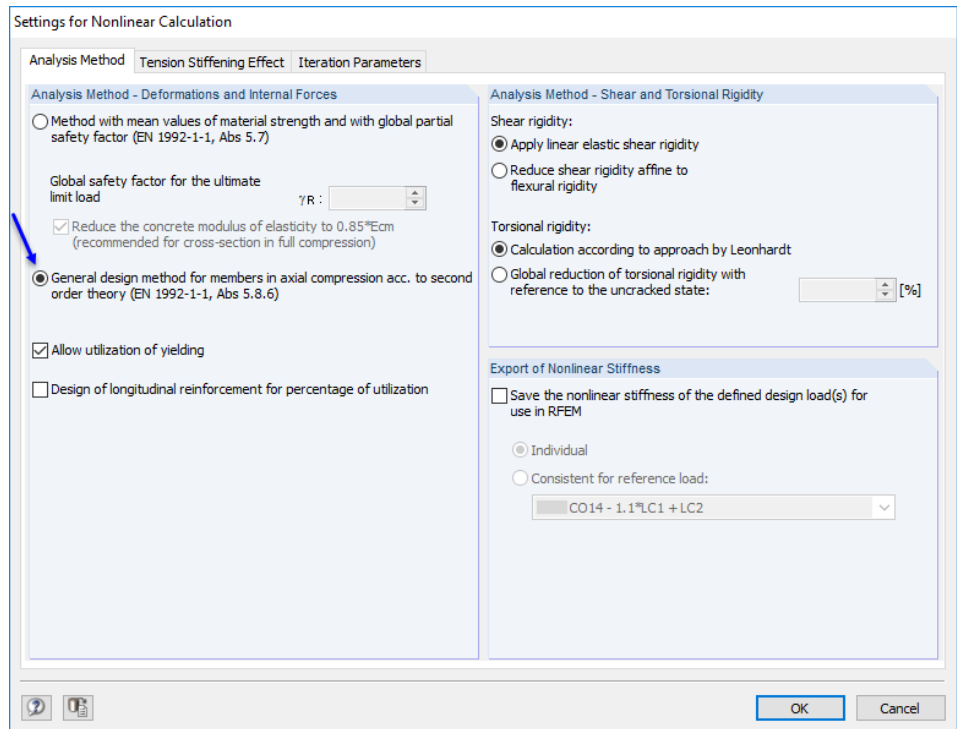 Settings for Nonlinear Calculation
Analysis Method
Tension Stiffening Effect
Iteration Parameters
Analysis Method - Deformations and Internal Forces
Method with mean values of material strength and with global partial
safety factor (EN 1992-1-1, Abs 5.7)
Global safety factor for the ultimate
limit load
γR :
Reduce the concrete modulus of elasticity to 0.85*Ecm
(recommended for cross-section in full compression)
General design method for members in axial compression acc. to second
order theory (EN 1992-1-1, Abs 5.8.6)
Allow utilization of yielding
Design of longitudinal reinforcement for percentage of utilization
Analysis Method - Shear and Torsional Rigidity
Shear rigidity:
Apply linear elastic shear rigidity
Reduce shear rigidity affine to
flexural rigidity
Torsional rigidity:
Calculation according to approach by Leonhardt
Global reduction of torsional rigidity with
reference to the uncracked state:
[%]
Export of Nonlinear Stiffness
Save the nonlinear stiffness of the defined design load(s) for
use in RFEM
Individual
Consistent for reference load:
CO14 - 1.1*LC1 + LC2
OK
Cancel